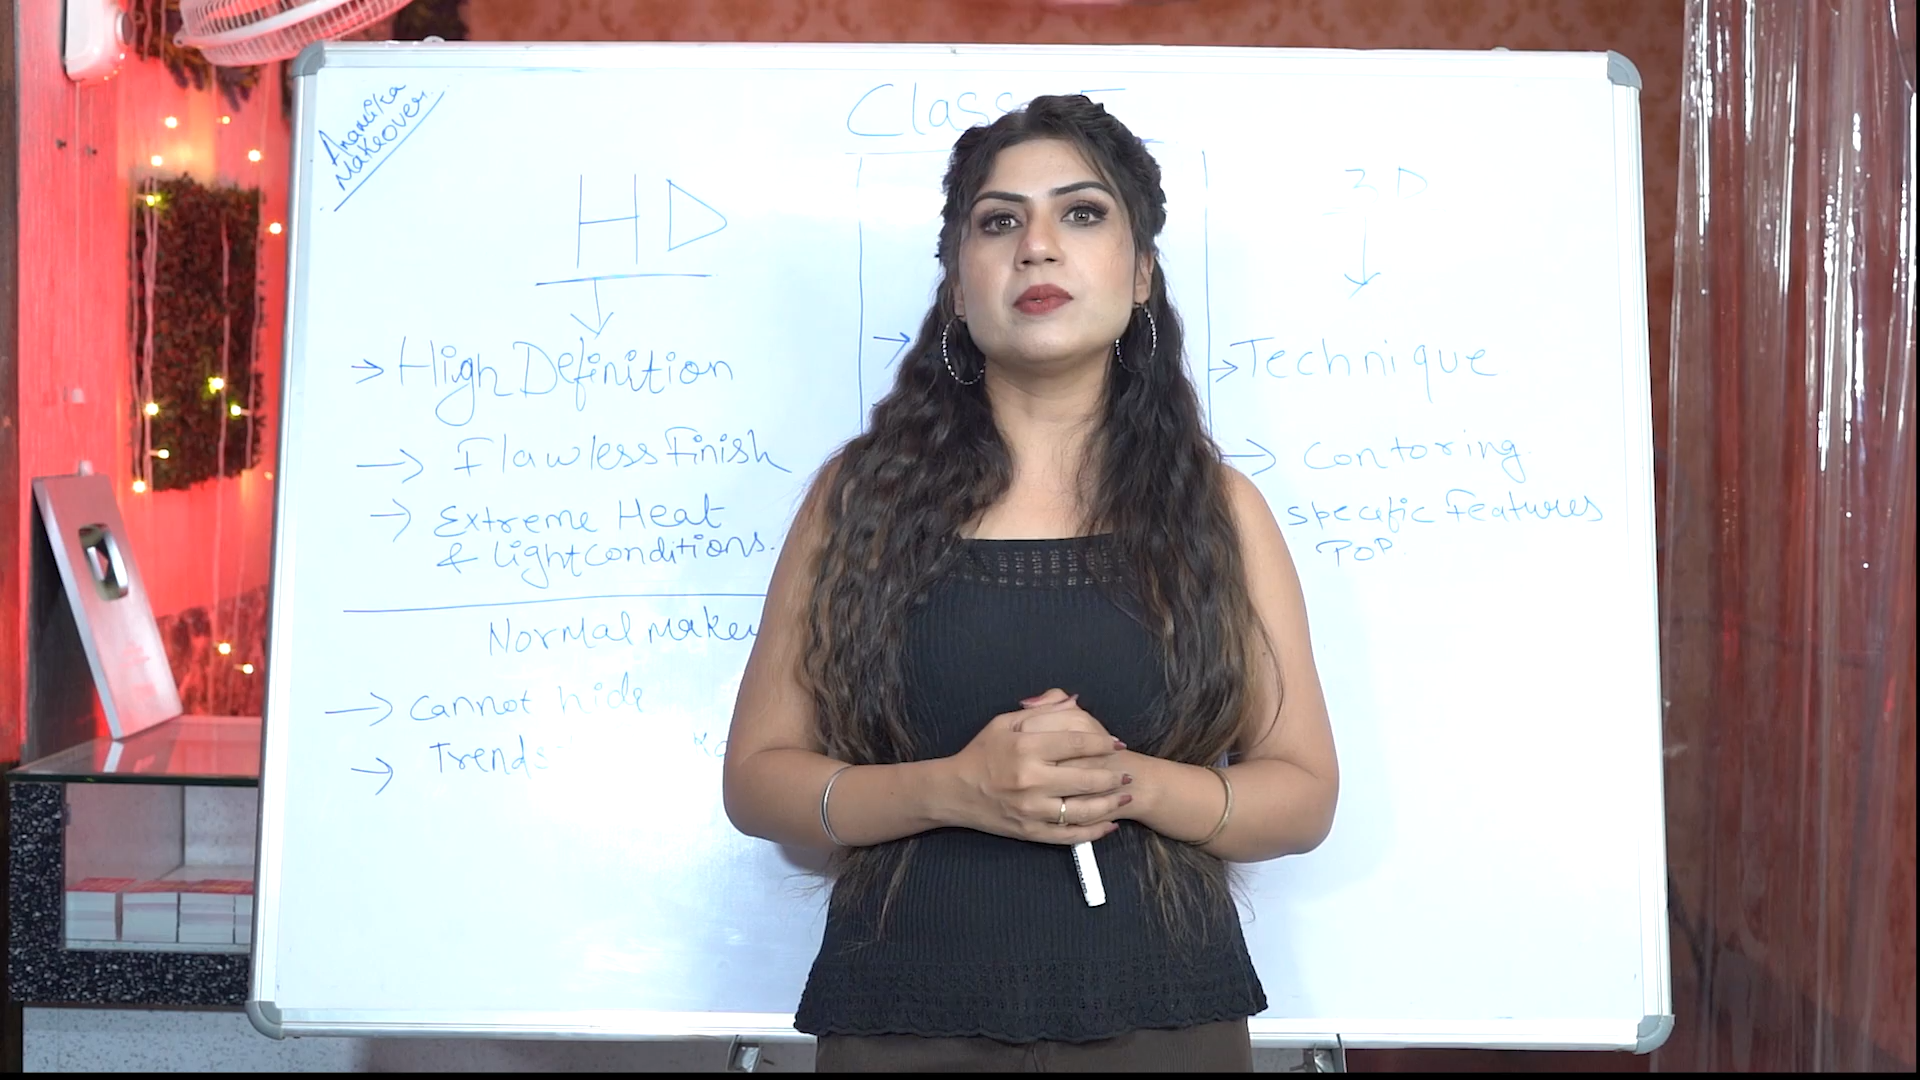 Anamika
Makeover
Class
HD
High Definition
Flawless Finish
Extreme Heat
& light conditions.
Normal
cannot hide
Trends
D
Technique
Contoring
specific Features
POP.